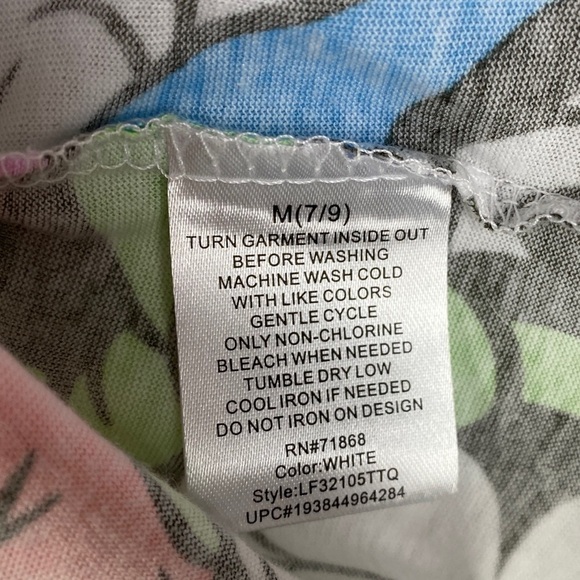 M(7/9)
TURN GARMENT INSIDE OUT
BEFORE WASHING
MACHINE WASH COLD
WITH LIKE COLORS
GENTLE CYCLE
ONLY NON-CHLORINE
BLEACH WHEN NEEDED
TUMBLE DRY LOW
COOL IRON IF NEEDED
DO NOT IRON ON DESIGN
RN#71868
Color:WHITE
Style:LF32105TTQ
UPC#193844964284